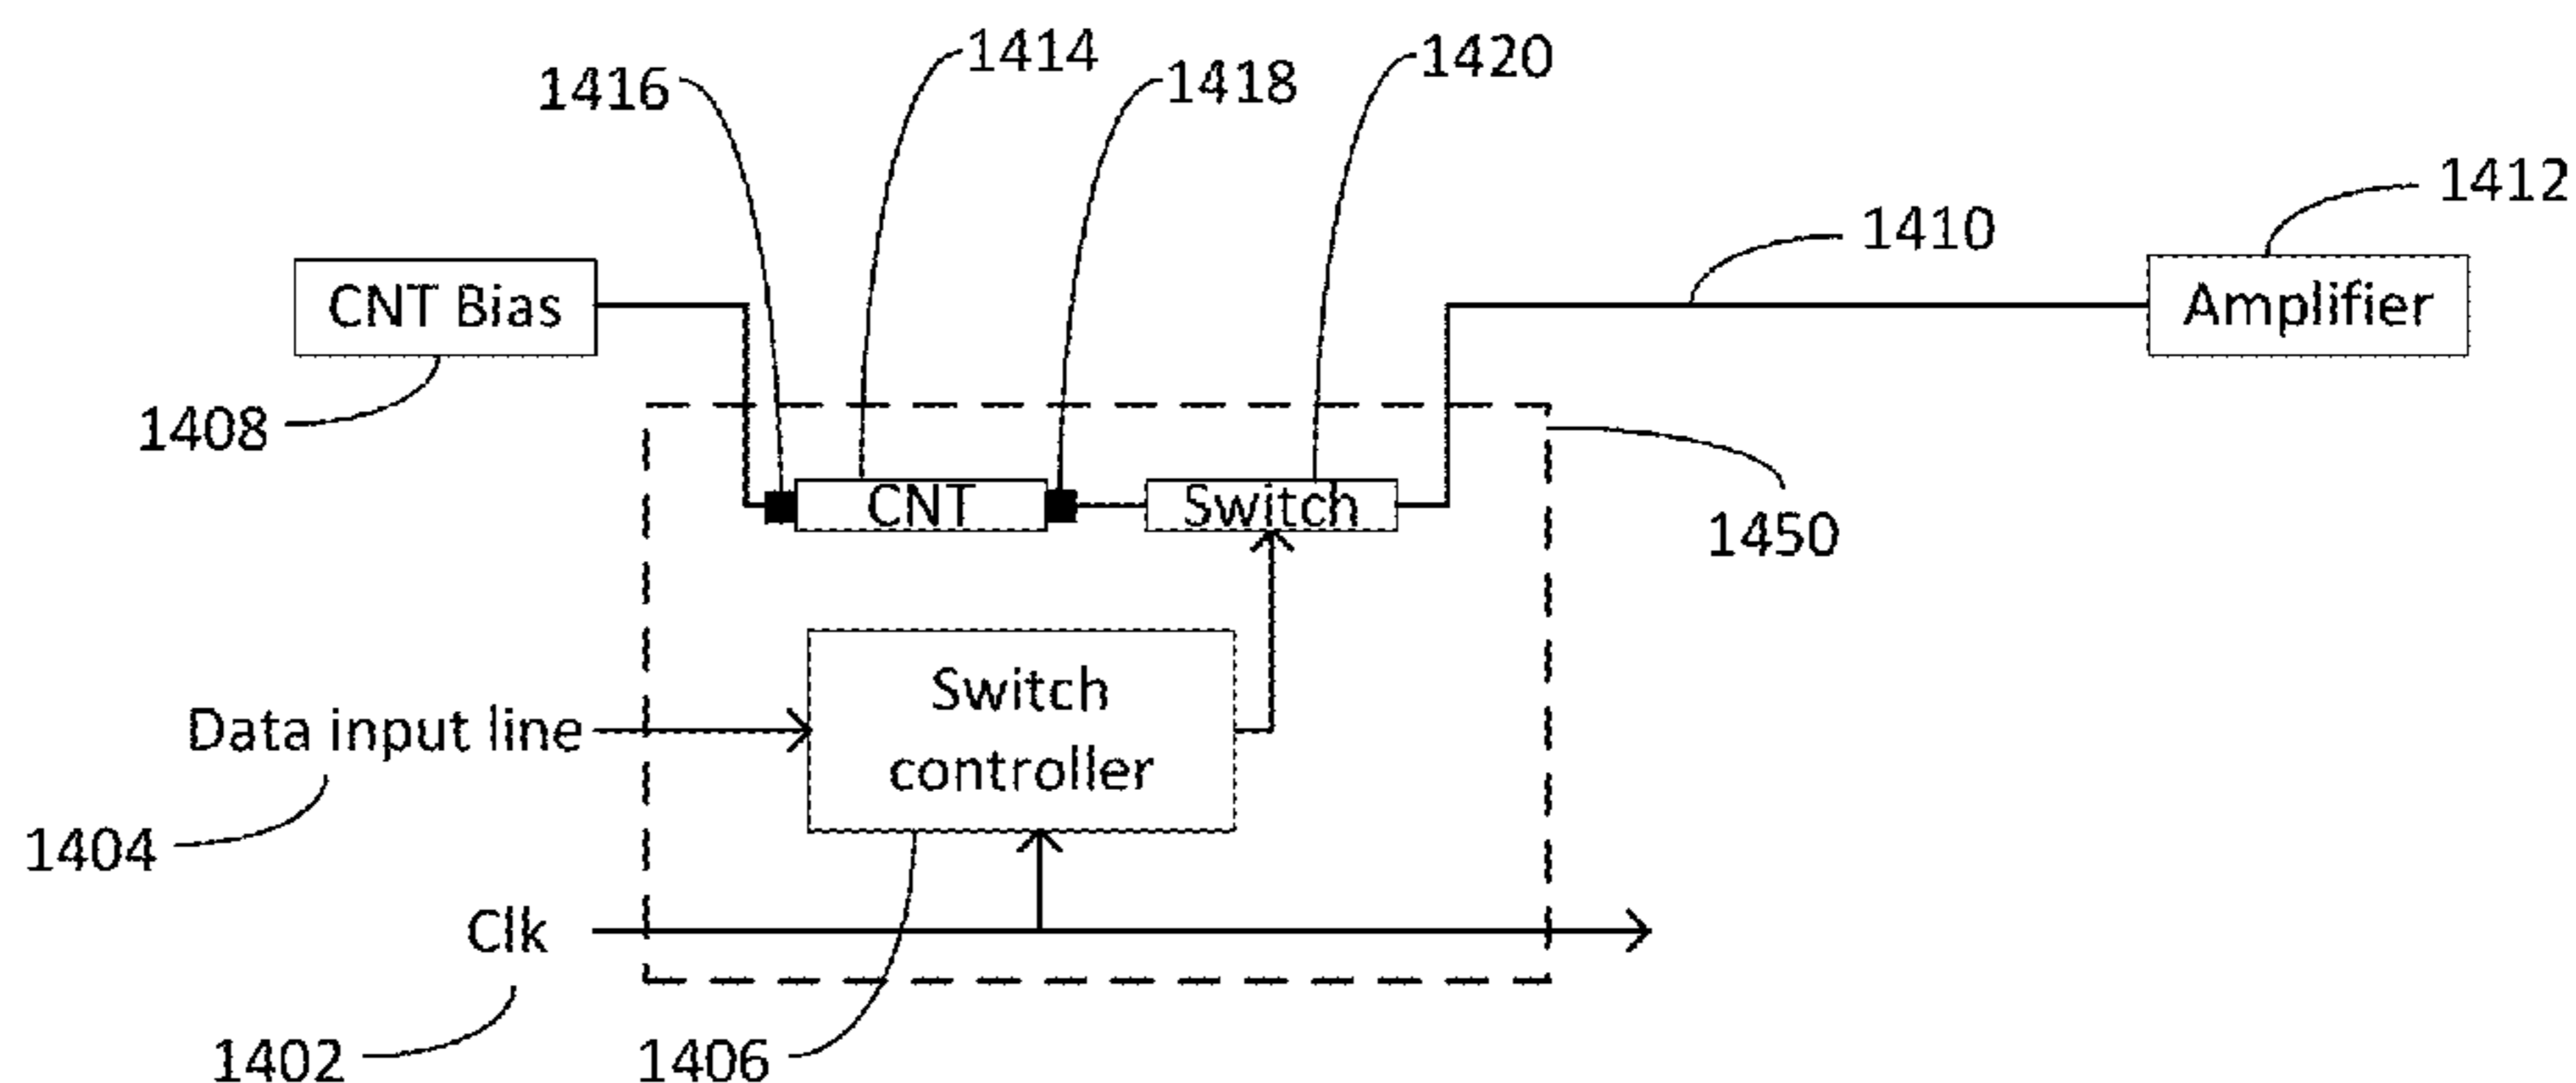 1414
1420
1416
1418
1412
1410
CNT Bias
Amplifier
1408
CNT
Switch
1450
Switch
controller
Data input line
1404
Clk
1402
1406